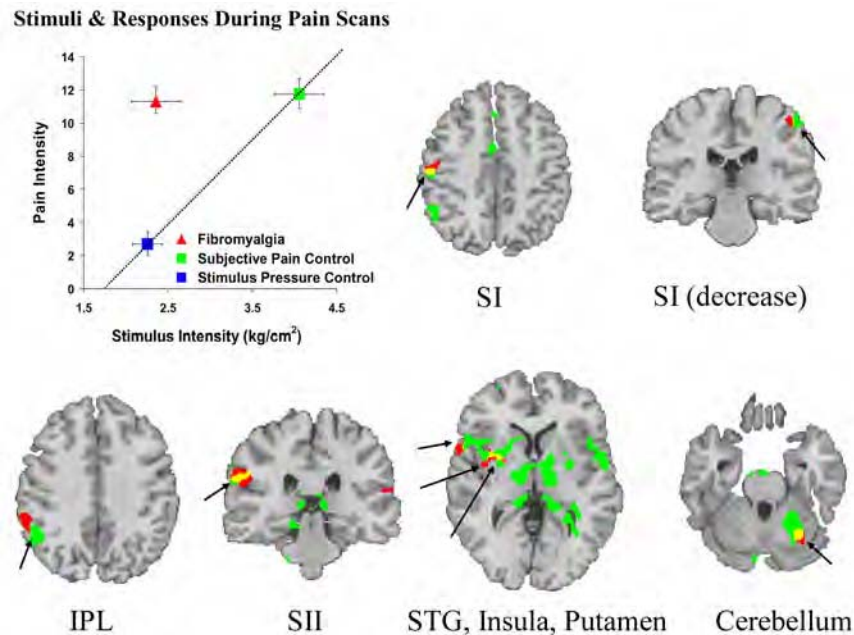 Stimuli & Responses During Pain Scans
14
12
10
8
6
4
2
0
Pain Intensity
1.5 2.5 3.5 4.5
Stimulus Intensity (kg/cm²)
Fibromyalgia
Subjective Pain Control
Stimulus Pressure Control
SI
SI (decrease)
IPL
SII
STG, Insula, Putamen
Cerebellum